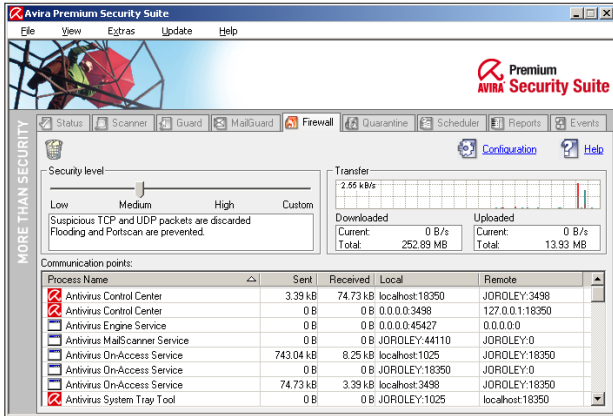 Avira Premium Security Suite
File View Extras Update Help
Premium
AVIRA Security Suite
MORE THAN SECURITY
Status Scanner Guard MailGuard Firewall Quarantine Scheduler Reports Events
Configuration Help
Security level
Low Medium High Custom
Suspicious TCP and UDP packets are discarded
Flooding and Portscan are prevented.
Transfer
2.55 kB/s
Downloaded Uploaded
Current: 0 B/s Current: 0 B/s
Total: 252.89 MB Total: 13.93 MB
Communication points:
Process Name Sent Received Local Remote
Antivirus Control Center 3.39 kB 74.73 kB localhost:18350 JOROLEY:3498
Antivirus Control Center 0 B 0 B 0.0.0.0:3498 127.0.0.1:18350
Antivirus Engine Service 0 B 0 B 0.0.0.0:45427 0.0.0.0:0
Antivirus MailScanner Service 0 B 0 B JOROLEY:44110 JOROLEY:0
Antivirus On-Access Service 743.04 kB 8.25 kB localhost:1025 JOROLEY:18350
Antivirus On-Access Service 0 B 0 B JOROLEY:18350 JOROLEY:0
Antivirus On-Access Service 74.73 kB 3.39 kB localhost:3498 JOROLEY:18350
Antivirus System Tray Tool 0 B 0 B JOROLEY:1025 localhost:18350